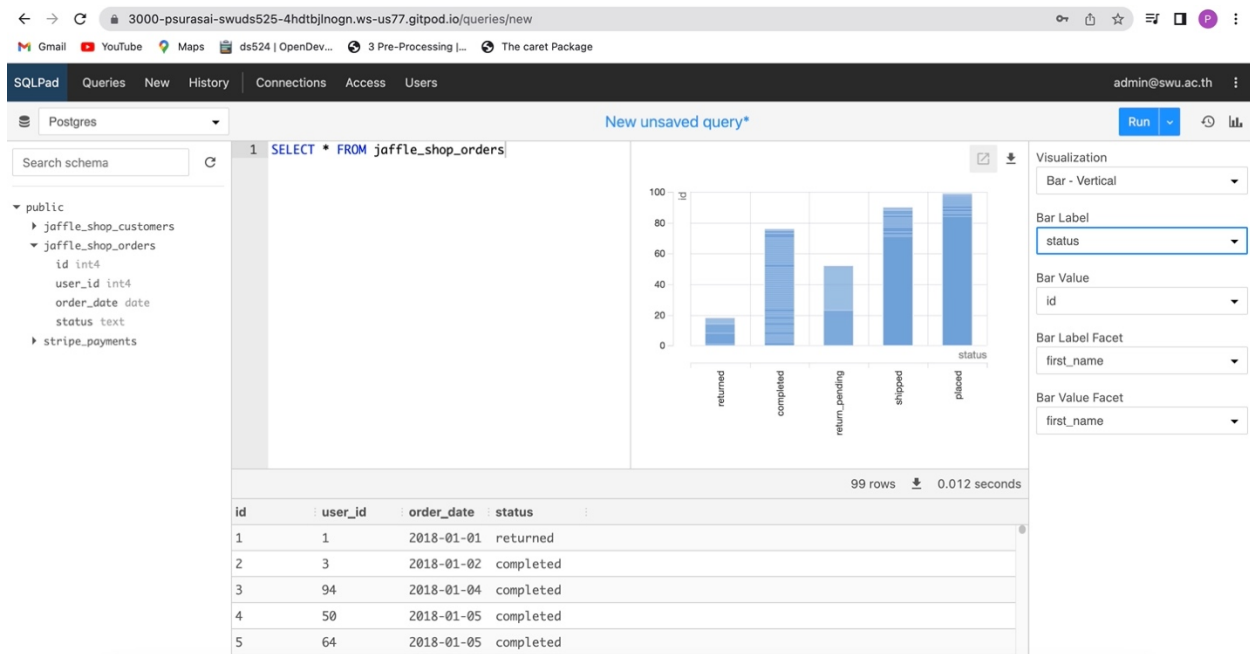 3000-psurasai-swuds525-4hdtbjlnogn.ws-us77.gitpod.io/queries/new P
Gmail YouTube Maps ds524 | OpenDev... 3 Pre-Processing |... The caret Package
SQLPad Queries New History Connections Access Users admin@swu.ac.th
Postgres New unsaved query* Run
Search schema
public
jaffle_shop_customers
jaffle_shop_orders
id int4
user_id int4
order_date date
status text
stripe_payments
1 SELECT * FROM jaffle_shop_orders
100
80
60
40
20
0
id
status
returned
completed
return_pending
shipped
placed
Visualization
Bar - Vertical
Bar Label
status
Bar Value
id
Bar Label Facet
first_name
Bar Value Facet
first_name
99 rows 0.012 seconds
id user_id order_date status
1 1 2018-01-01 returned
2 3 2018-01-02 completed
3 94 2018-01-04 completed
4 50 2018-01-05 completed
5 64 2018-01-05 completed